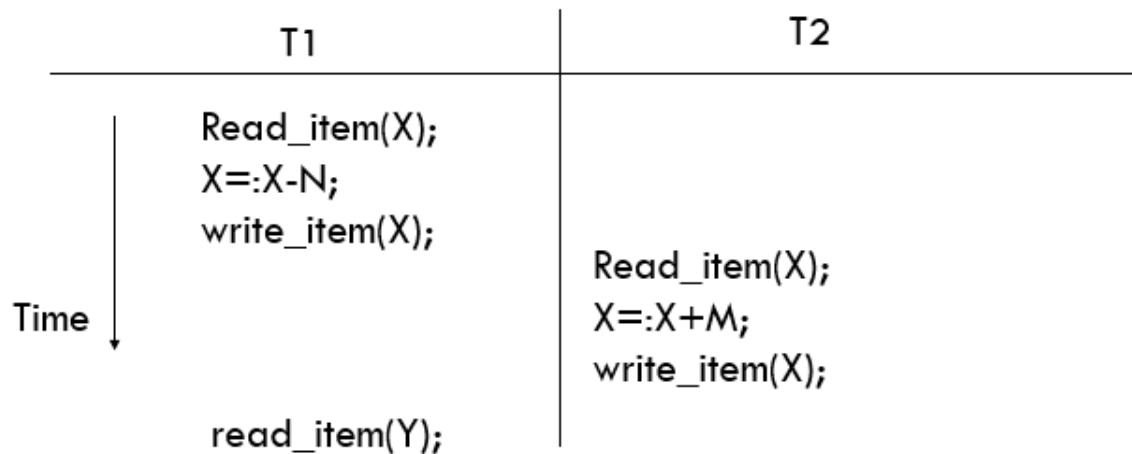 T1
T2
Read_item(X);
X=:X-N;
write_item(X);
Read_item(X);
X=:X+M;
write_item(X);
Time
read_item(Y);